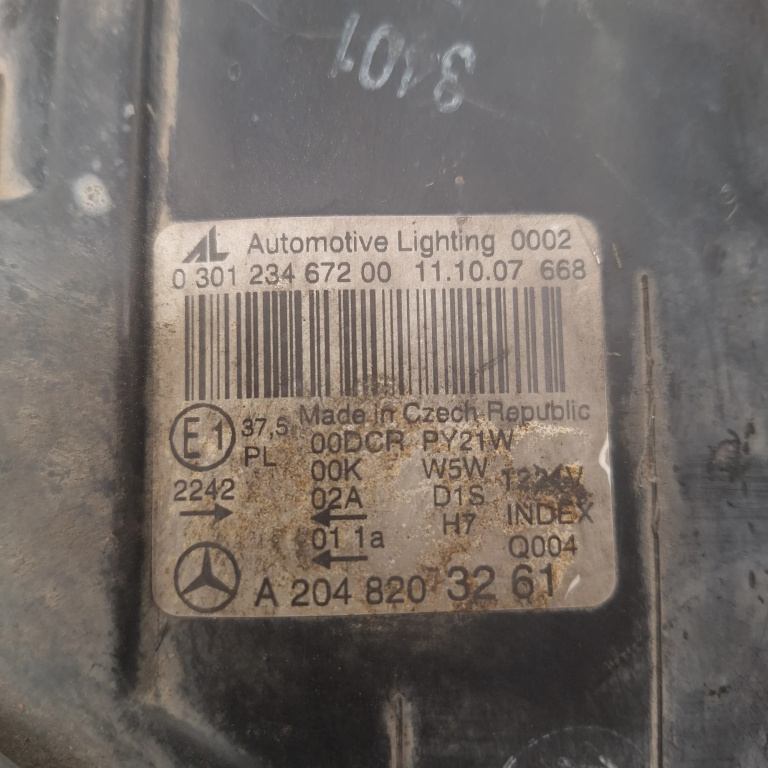 3101
AL Automotive Lighting 0002
0 301 234 672 00 11.10.07 668
Made in Czech Republic
E1 37,5 00DCR PY21W
PL 00K W5W
2242 02A D1S
01 1a H7 INDEX
Q004
A 204 820 32 61